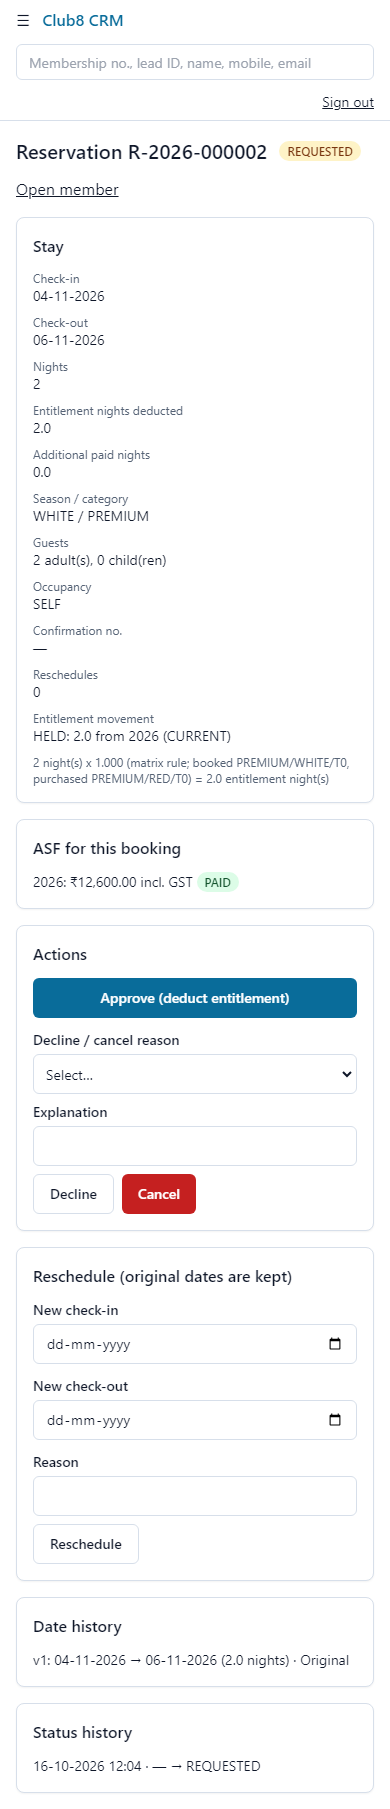 ☰ Club8 CRM
Membership no., lead ID, name, mobile, email
Sign out
Reservation R-2026-000002 REQUESTED
Open member
Stay
Check-in
04-11-2026
Check-out
06-11-2026
Nights
2
Entitlement nights deducted
2.0
Additional paid nights
0.0
Season / category
WHITE / PREMIUM
Guests
2 adult(s), 0 child(ren)
Occupancy
SELF
Confirmation no.
—
Reschedules
0
Entitlement movement
HELD: 2.0 from 2026 (CURRENT)
2 night(s) x 1.000 (matrix rule; booked PREMIUM/WHITE/T0,
purchased PREMIUM/RED/T0) = 2.0 entitlement night(s)
ASF for this booking
2026: ₹12,600.00 incl. GST PAID
Actions
Approve (deduct entitlement)
Decline / cancel reason
Select...
Explanation
Decline Cancel
Reschedule (original dates are kept)
New check-in
dd-mm-yyyy
New check-out
dd-mm-yyyy
Reason
Reschedule
Date history
v1: 04-11-2026 → 06-11-2026 (2.0 nights) · Original
Status history
16-10-2026 12:04 · — → REQUESTED